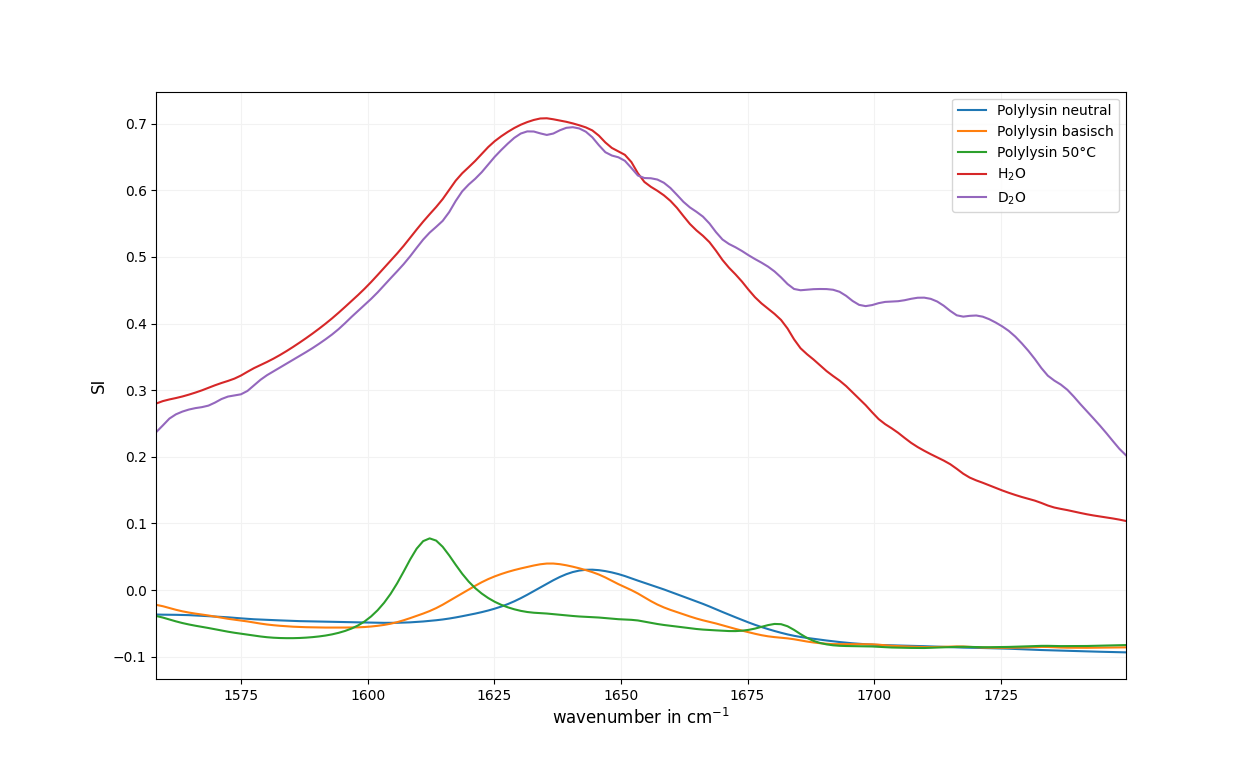 Polylysin neutral
Polylysin basisch
Polylysin 50°C
H₂O
D₂O
SI
0.7
0.6
0.5
0.4
0.3
0.2
0.1
0.0
−0.1
1575 1600 1625 1650 1675 1700 1725
wavenumber in cm⁻¹